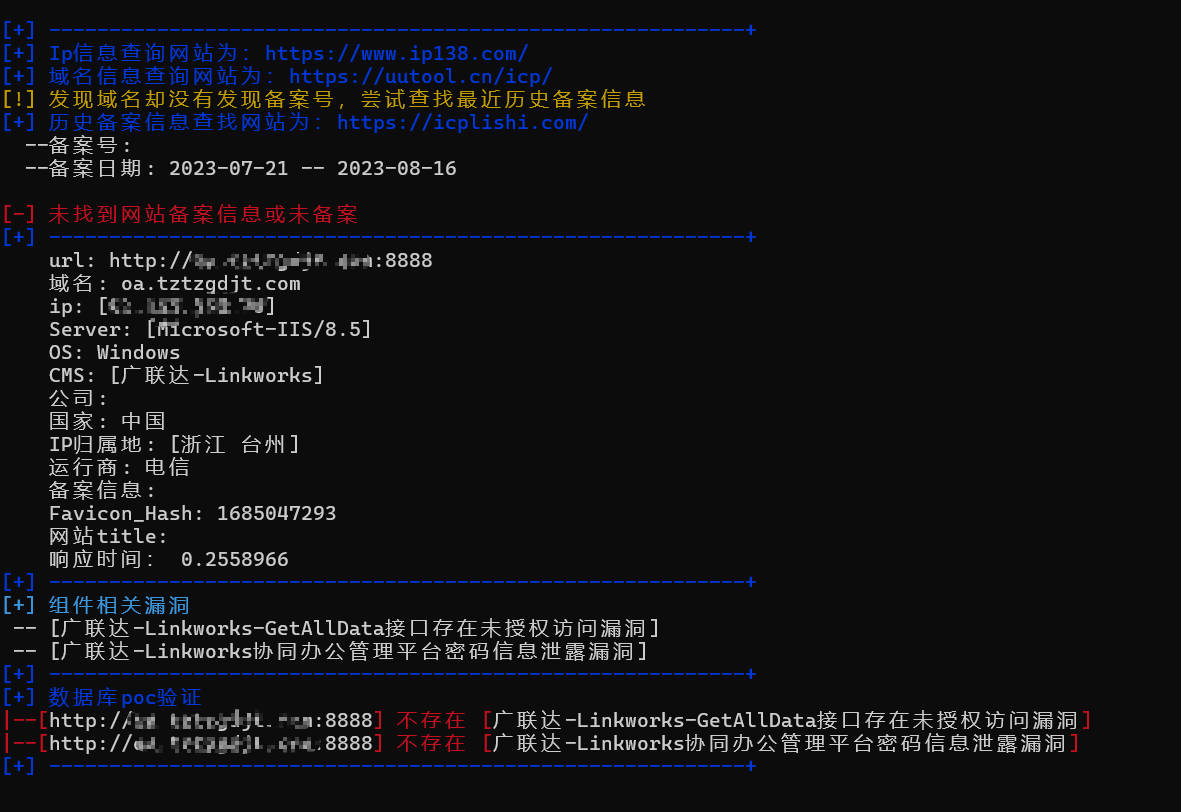 [+] ----------------------------------------------------------+
[+] Ip信息查询网站为: https://www.ip138.com/
[+] 域名信息查询网站为: https://uutool.cn/icp/
[!] 发现域名却没有发现备案号，尝试查找最近历史备案信息
[+] 历史备案信息查找网站为: https://icplishi.com/
--备案号:
--备案日期: 2023-07-21 -- 2023-08-16
[-] 未找到网站备案信息或未备案
[+] ----------------------------------------------------------+
url: http://:8888
域名: oa.tztzgdjt.com
ip: []
Server: [Microsoft-IIS/8.5]
OS: Windows
CMS: [广联达-Linkworks]
公司:
国家: 中国
IP归属地: [浙江 台州]
运行商: 电信
备案信息:
Favicon_Hash: 1685047293
网站title:
响应时间: 0.2558966
[+] ----------------------------------------------------------+
[+] 组件相关漏洞
-- [广联达-Linkworks-GetAllData接口存在未授权访问漏洞]
-- [广联达-Linkworks协同办公管理平台密码信息泄露漏洞]
[+] ----------------------------------------------------------+
[+] 数据库poc验证
|--[http://:8888] 不存在 [广联达-Linkworks-GetAllData接口存在未授权访问漏洞]
|--[http://:8888] 不存在 [广联达-Linkworks协同办公管理平台密码信息泄露漏洞]
[+] ----------------------------------------------------------+